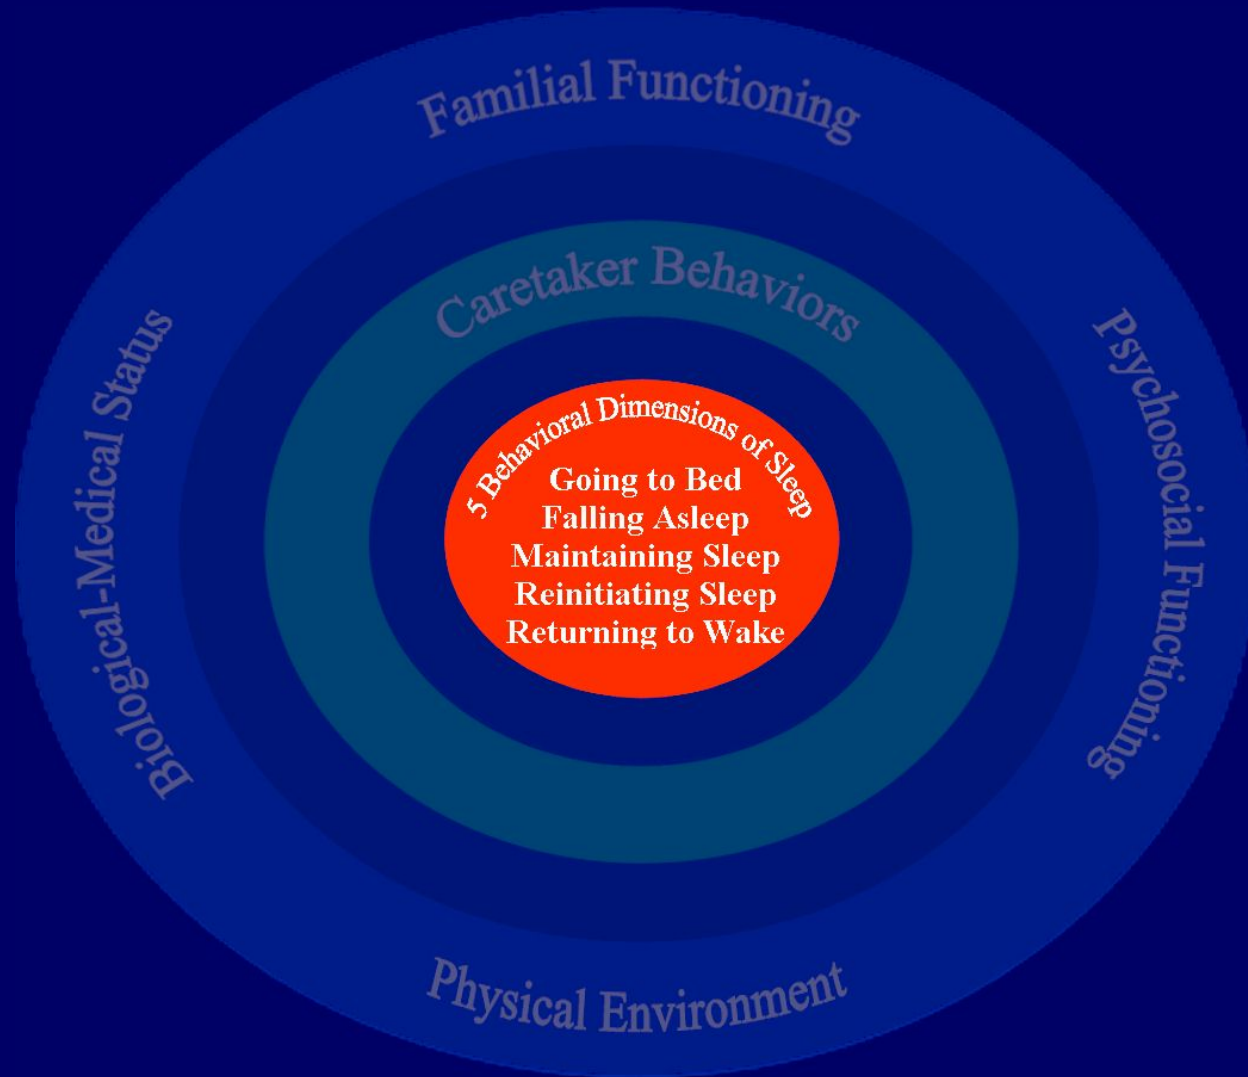 Familial Functioning
Caretaker Behaviors
Biological-Medical Status
Psychosocial Functioning
5 Behavioral Dimensions of Sleep
Going to Bed
Falling Asleep
Maintaining Sleep
Reinitiating Sleep
Returning to Wake
Physical Environment